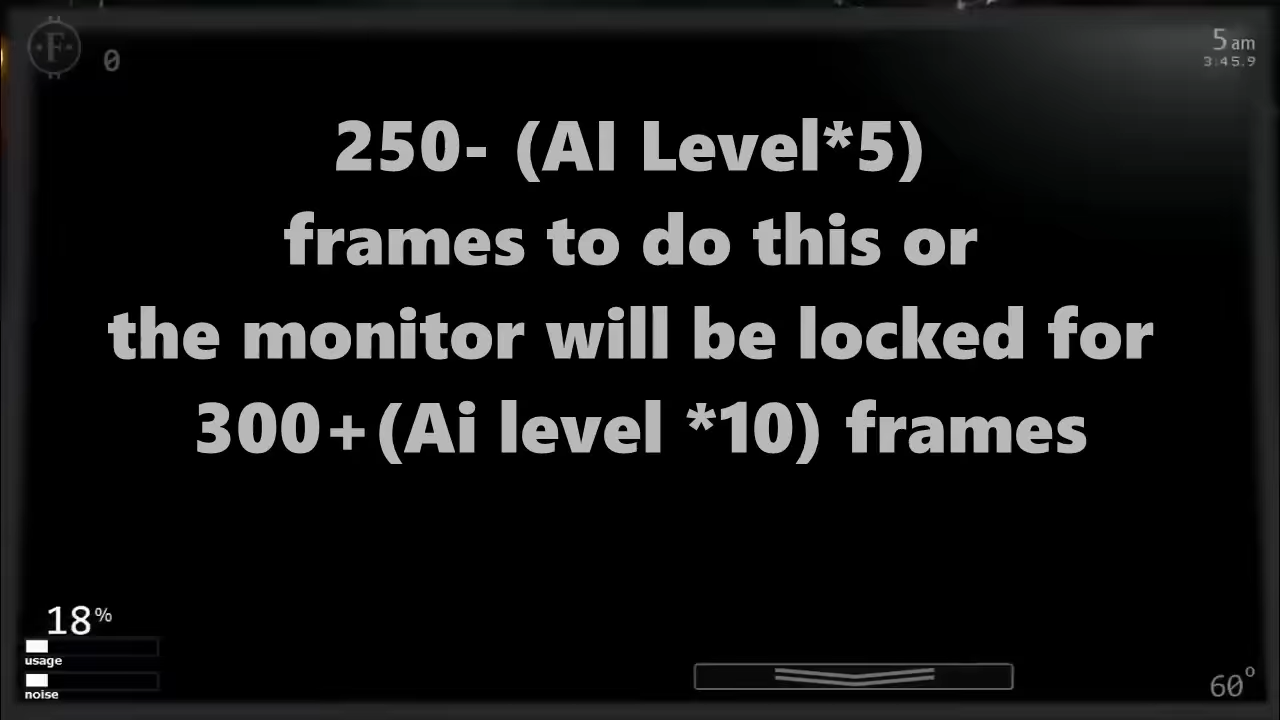 F 0
5 am
3:45.9
250- (AI Level*5)
frames to do this or
the monitor will be locked for
300+(Ai level *10) frames
18%
usage
noise
60°